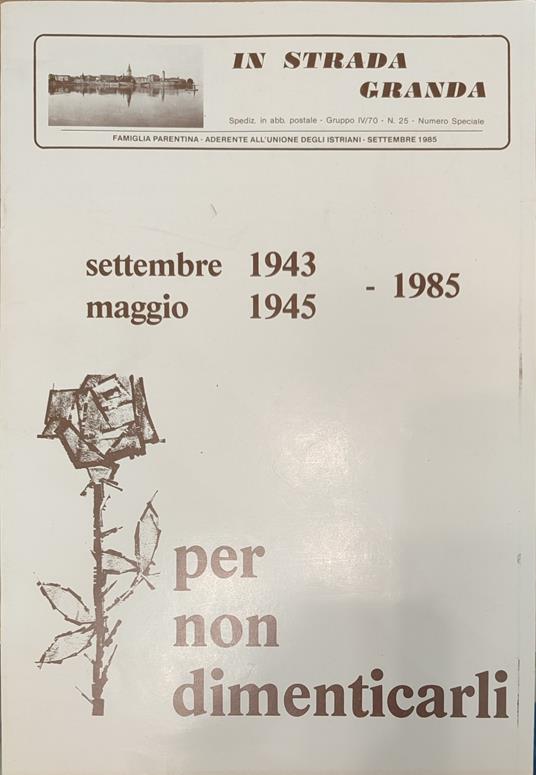 IN STRADA
GRANDA
Spediz. in abb. postale - Gruppo IV/70 - N. 25 - Numero Speciale
FAMIGLIA PARENTINA - ADERENTE ALL'UNIONE DEGLI ISTRIANI - SETTEMBRE 1985
settembre 1943
maggio 1945
- 1985
per
non
dimenticarli